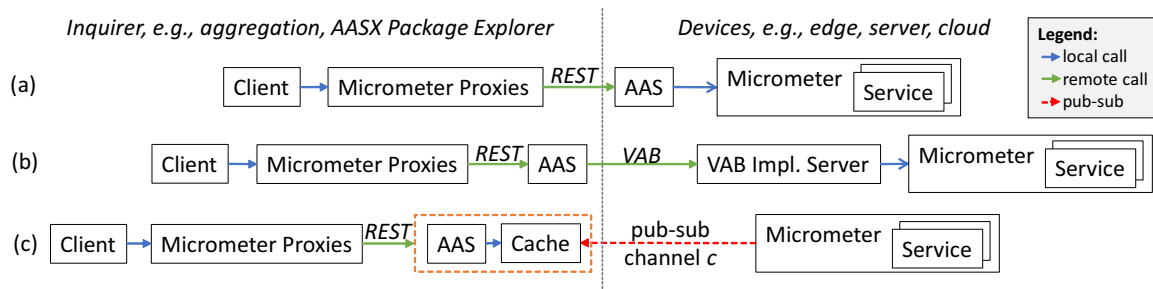 Inquirer, e.g., aggregation, AASX Package Explorer
Devices, e.g., edge, server, cloud
Legend:
local call
remote call
pub-sub
(a)
Client
Micrometer Proxies
REST
AAS
Micrometer
Service
(b)
Client
Micrometer Proxies
REST
AAS
VAB
VAB Impl. Server
Micrometer
Service
(c)
Client
Micrometer Proxies
REST
AAS
Cache
pub-sub
channel c
Micrometer
Service